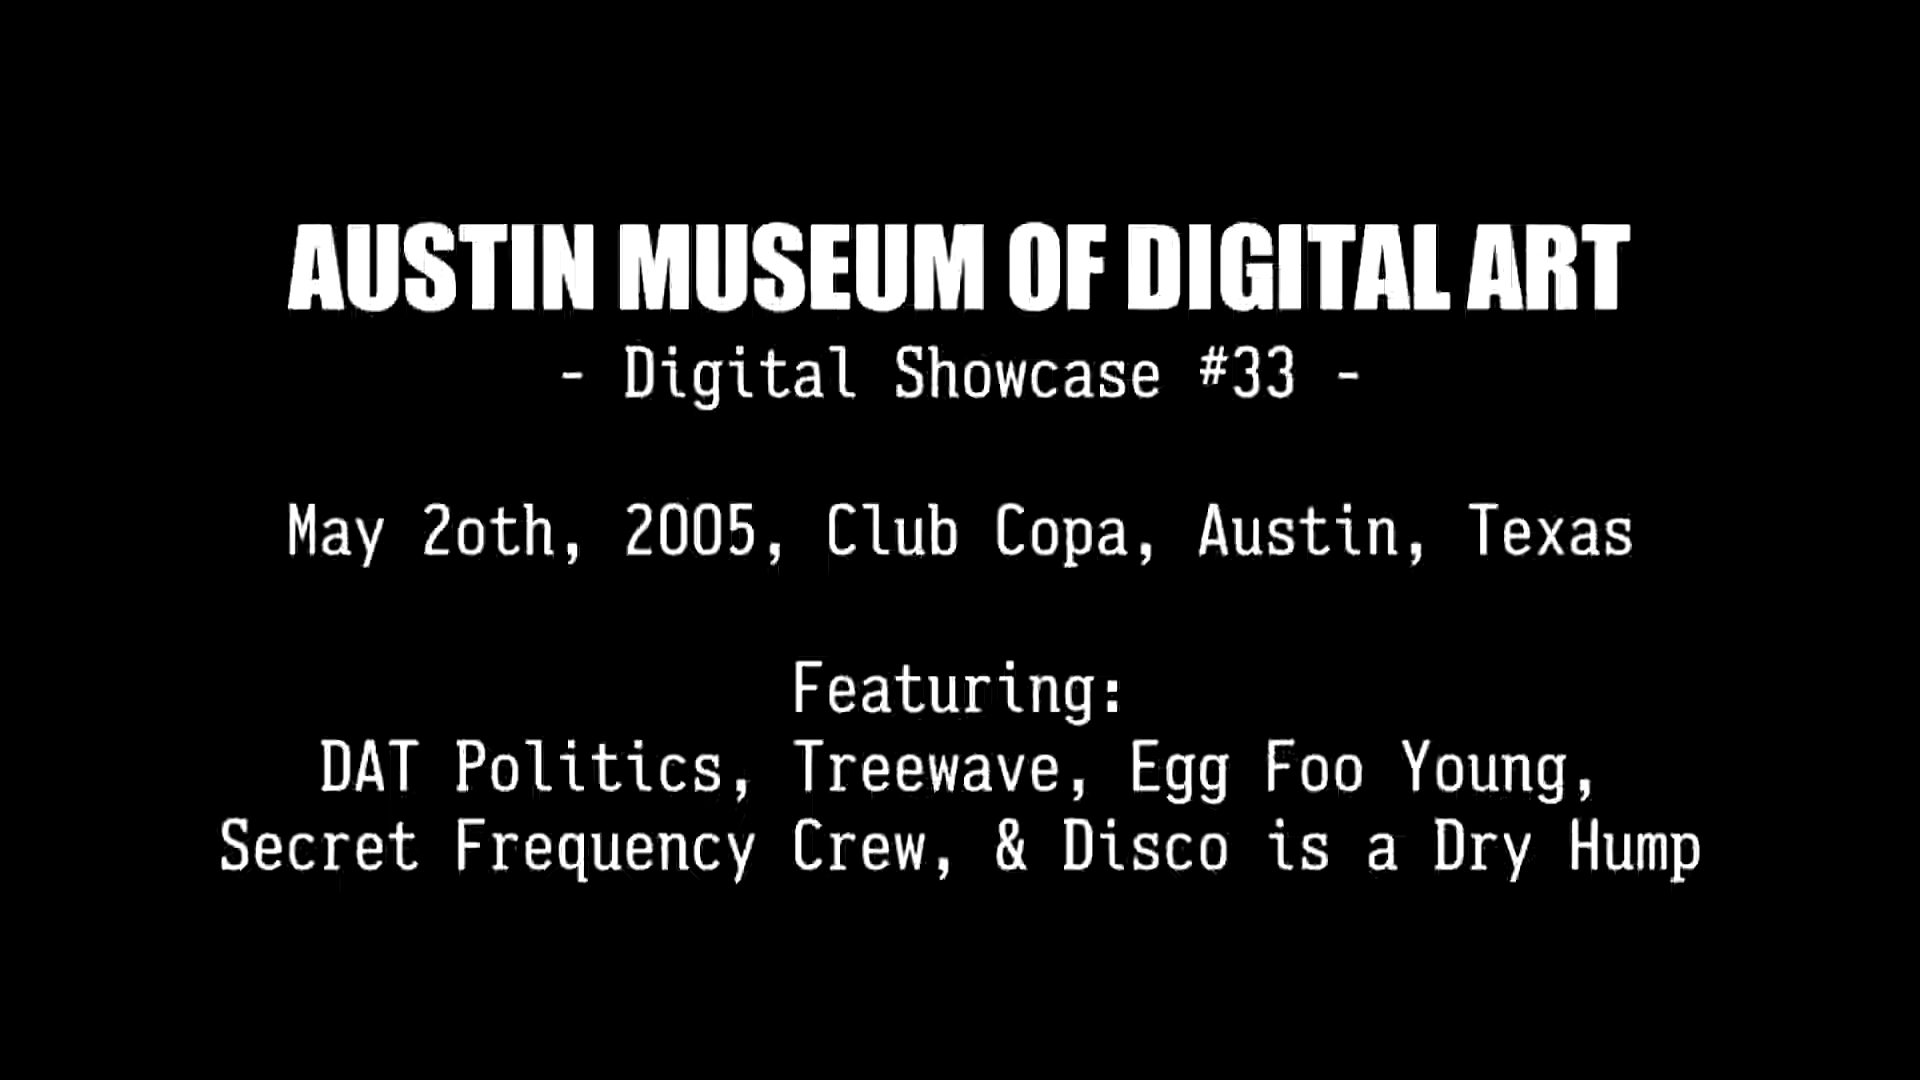 AUSTIN MUSEUM OF DIGITAL ART
- Digital Showcase #33 -
May 2oth, 2005, Club Copa, Austin, Texas
Featuring:
DAT Politics, Treewave, Egg Foo Young,
Secret Frequency Crew, & Disco is a Dry Hump